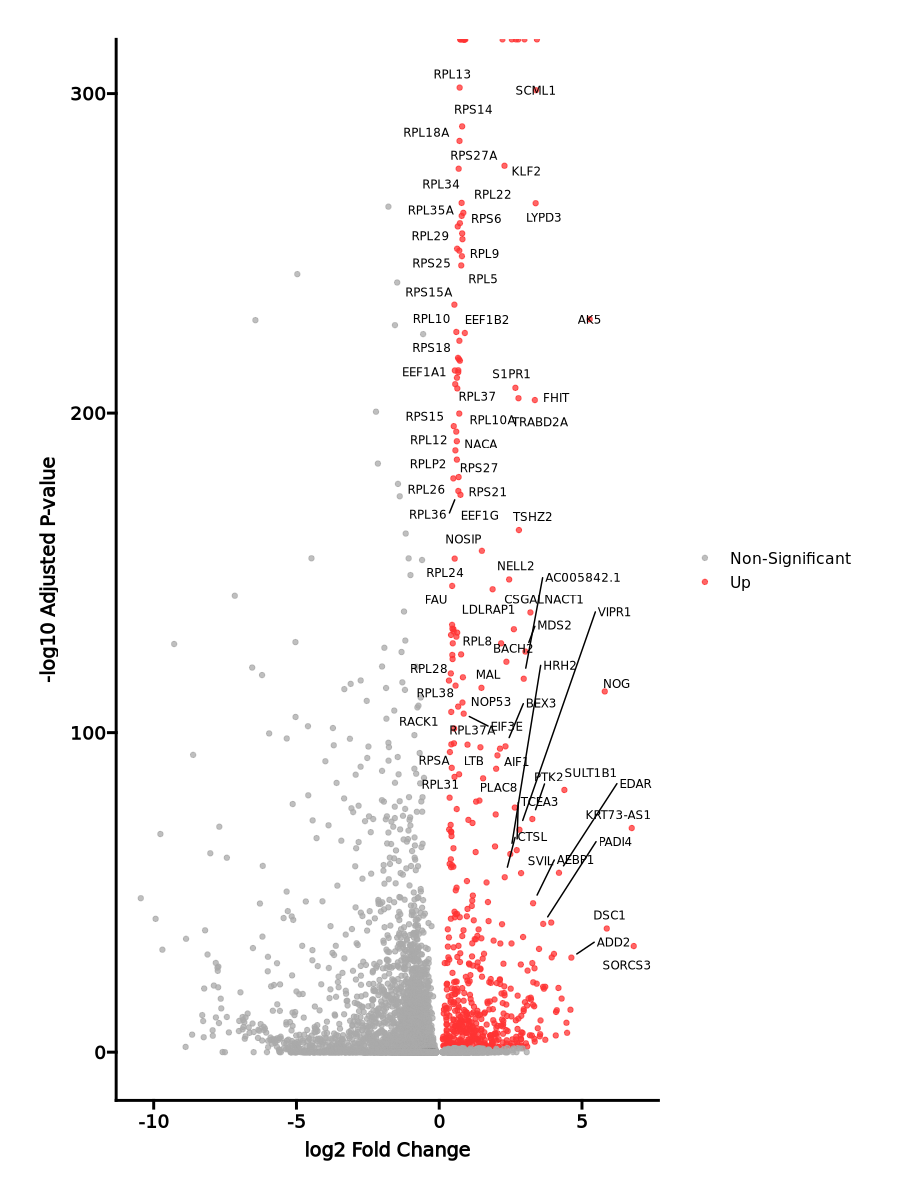 RPL13
SCML1
RPS14
RPL18A
RPS27A
KLF2
RPL34
RPL22
RPL35A
RPS6
LYPD3
RPL29
RPL9
RPS25
RPL5
RPS15A
RPL10
EEF1B2
AK5
RPS18
EEF1A1
S1PR1
RPL37
FHIT
RPS15
RPL10A
TRABD2A
RPL12
NACA
RPLP2
RPS27
RPL26
RPS21
RPL36
EEF1G
TSHZ2
NOSIP
RPL24
NELL2
AC005842.1
FAU
CSGALNACT1
LDLRAP1
VIPR1
MDS2
RPL8
BACH2
RPL28
MAL
HRH2
NOG
RPL38
NOP53
BEX3
RACK1
RPL37A
EIF3E
RPSA
LTB
AIF1
RPL31
PLAC8
PTK2
SULT1B1
EDAR
TCEA3
KRT73-AS1
CTSL
PADI4
SVIL
AEBP1
DSC1
ADD2
SORCS3
300
200
100
0
-10
-5
0
5
log2 Fold Change
-log10 Adjusted P-value
Non-Significant
Up